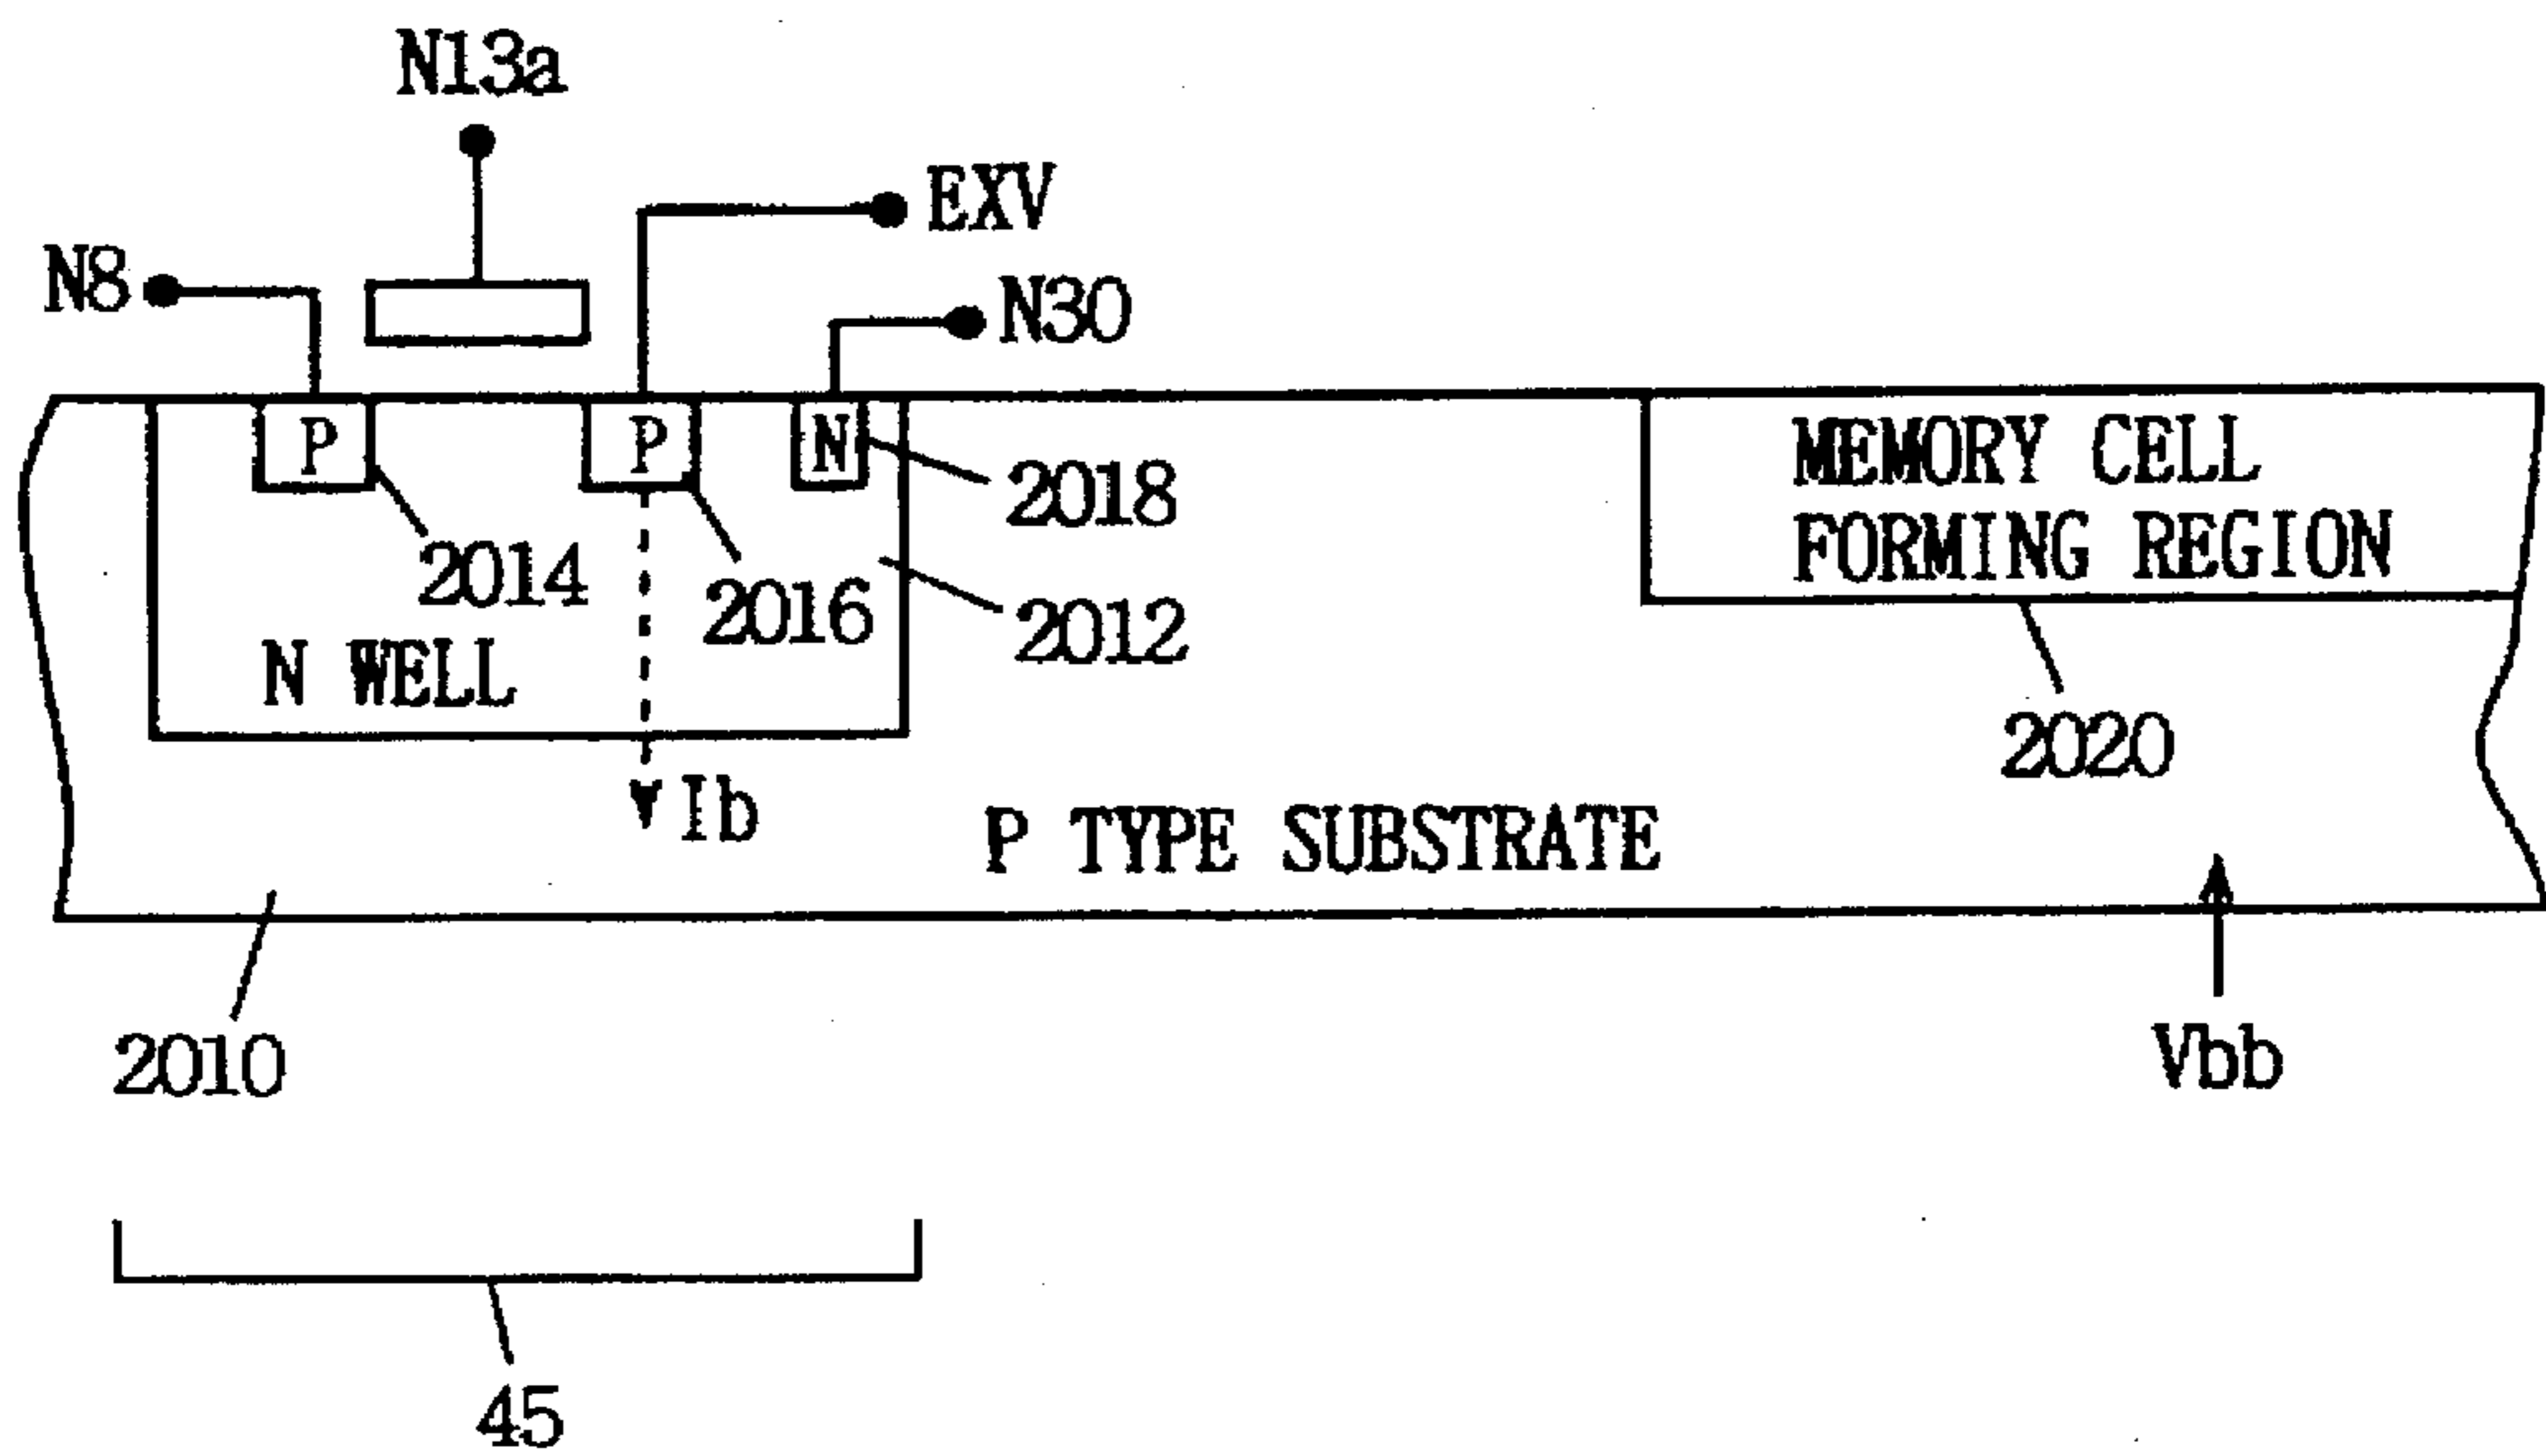 N13a
EXV
N8
N30
P
P
N
MEMORY CELL
FORMING REGION
2018
2014
2016
2012
N WELL
2020
Ib
P TYPE SUBSTRATE
2010
Vbb
45